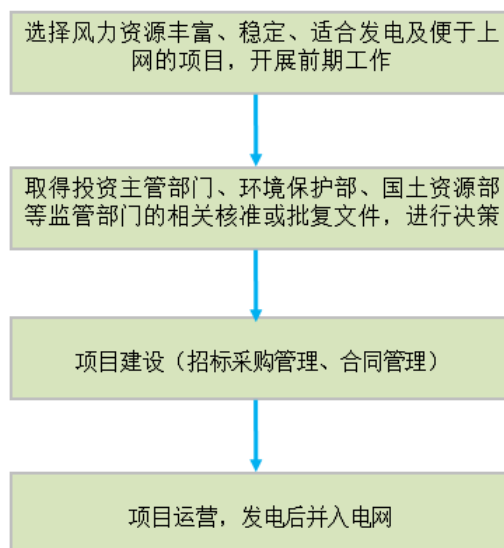 选择风力资源丰富、稳定、适合发电及便于上
网的项目，开展前期工作
取得投资主管部门、环境保护部、国土资源部
等监管部门的相关核准或批复文件，进行决策
项目建设（招标采购管理、合同管理）
项目运营，发电后并入电网